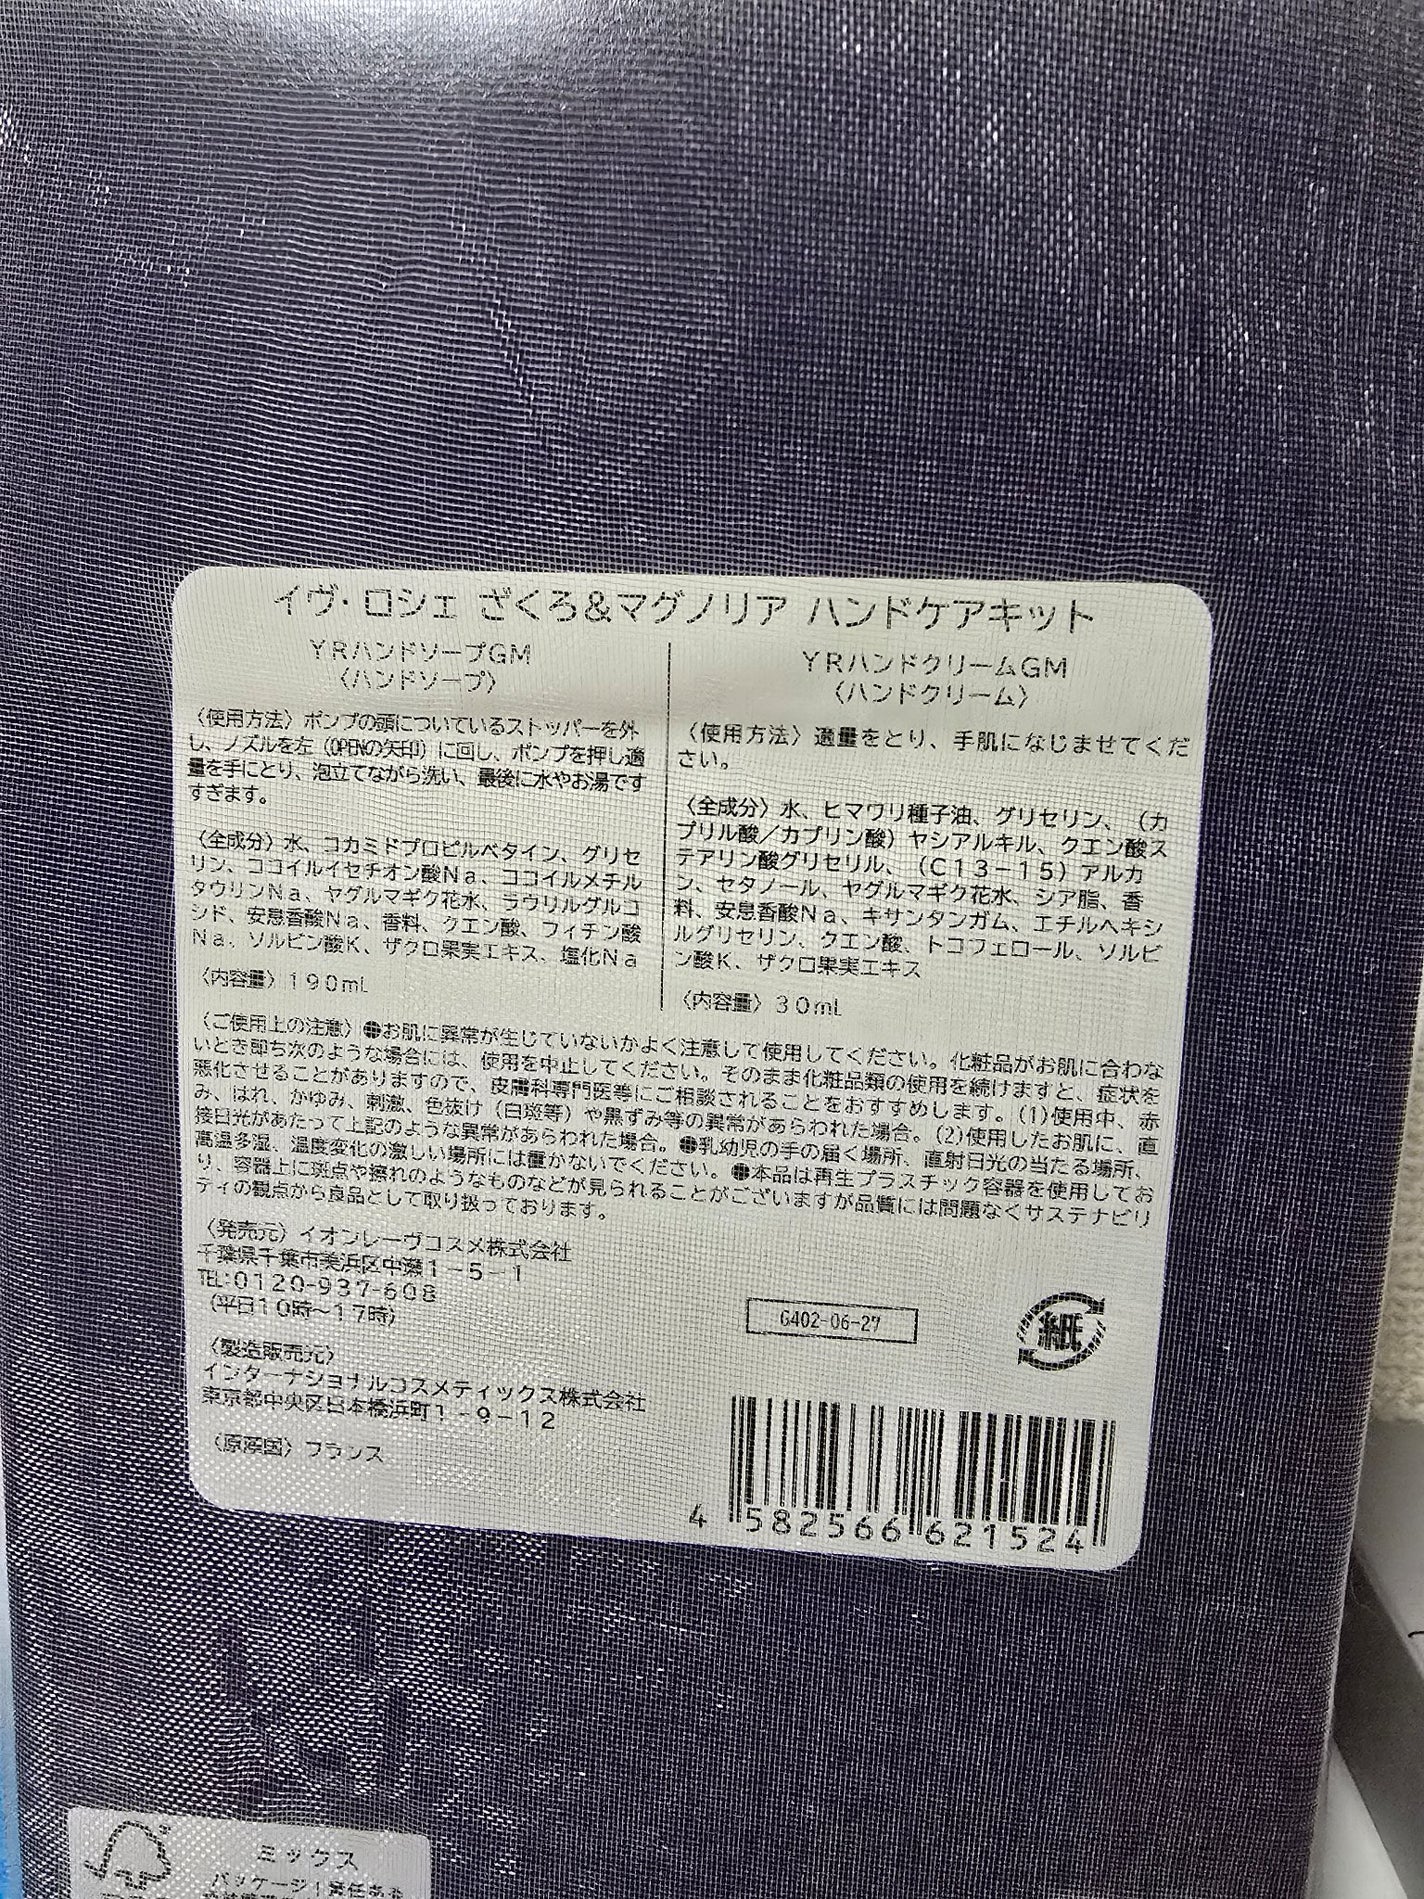 イヴ・ロシェ ざくろ&マグノリア ハンドケアキット
YRハンドソープGM
〈ハンドソープ〉
〈使用方法〉ポンプの頭についているストッパーを外
し、ノズルを左（OPENの矢印）に回し、ポンプを押し適
量を手にとり、泡立てながら洗い、最後に水やお湯です
すぎます。
〈全成分〉水、コカミドプロピルベタイン、グリセ
リン、ココイルイセチオン酸Na、ココイルメチル
タウリンNa、ヤグルマギク花水、ラウリルグルコ
シド、安息香酸Na、香料、クエン酸、フィチン酸
Na、ソルビン酸K、ザクロ果実エキス、塩化Na
〈内容量〉190mL
YRハンドクリームGM
〈ハンドクリーム〉
〈使用方法〉適量をとり、手肌になじませてくだ
さい。
〈全成分〉水、ヒマワリ種子油、グリセリン、（カ
プリル酸／カプリン酸）ヤシアルキル、クエン酸ス
テアリン酸グリセリル、（C13－15）アルカ
ン、セタノール、ヤグルマギク花水、シア脂、香
料、安息香酸Na、キサンタンガム、エチルヘキシ
ルグリセリン、クエン酸、トコフェロール、ソルビ
ン酸K、ザクロ果実エキス
〈内容量〉30mL
〈ご使用上の注意〉●お肌に異常が生じていないかよく注意して使用してください。化粧品がお肌に合わな
いとき即ち次のような場合には、使用を中止してください。そのまま化粧品類の使用を続けますと、症状を
悪化させることがありますので、皮膚科専門医等にご相談されることをおすすめします。(1)使用中、赤
み、はれ、かゆみ、刺激、色抜け（白斑等）や黒ずみ等の異常があらわれた場合。(2)使用したお肌に、直
接日光があたって上記のような異常があらわれた場合。●乳幼児の手の届く場所、直射日光の当たる場所、
高温多湿、温度変化の激しい場所には置かないでください。●本品は再生プラスチック容器を使用してお
り、容器上に斑点や擦れのようなものなどが見られることがございますが品質には問題なくサステナビリ
ティの観点から良品として取り扱っております。
〈発売元〉イオンレーヴコスメ株式会社
千葉県千葉市美浜区中瀬1－5－1
TEL:0120-937-608
（平日10時～17時）
〈製造販売元〉
インターナショナルコスメティックス株式会社
東京都中央区日本橋浜町1－9－12
〈原産国〉フランス
G402-06-27
紙
4 582566 621524
ミックス
パッケージ｜責任ある